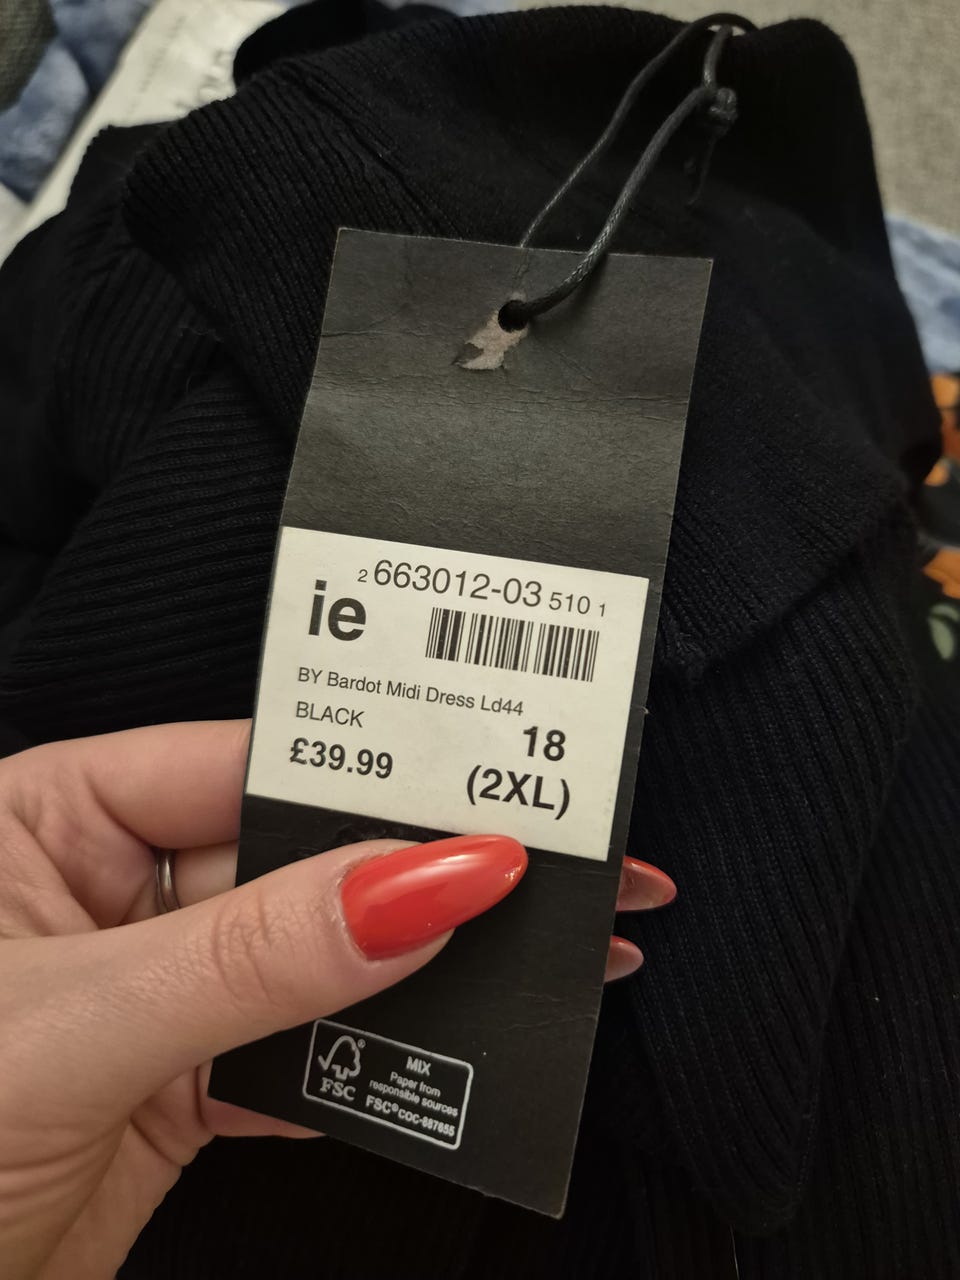 2 663012-03 510 1
ie
BY Bardot Midi Dress Ld44
BLACK
18
£39.99
(2XL)
FSC®
MIX
Paper from
responsible sources
FSC® COC-887655